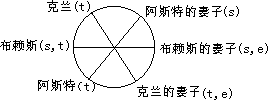 克兰(t)
阿斯特的妻子(s)
布赖斯(s,t)
布赖斯的妻子(s,e)
阿斯特(t)
克兰的妻子(t,e)